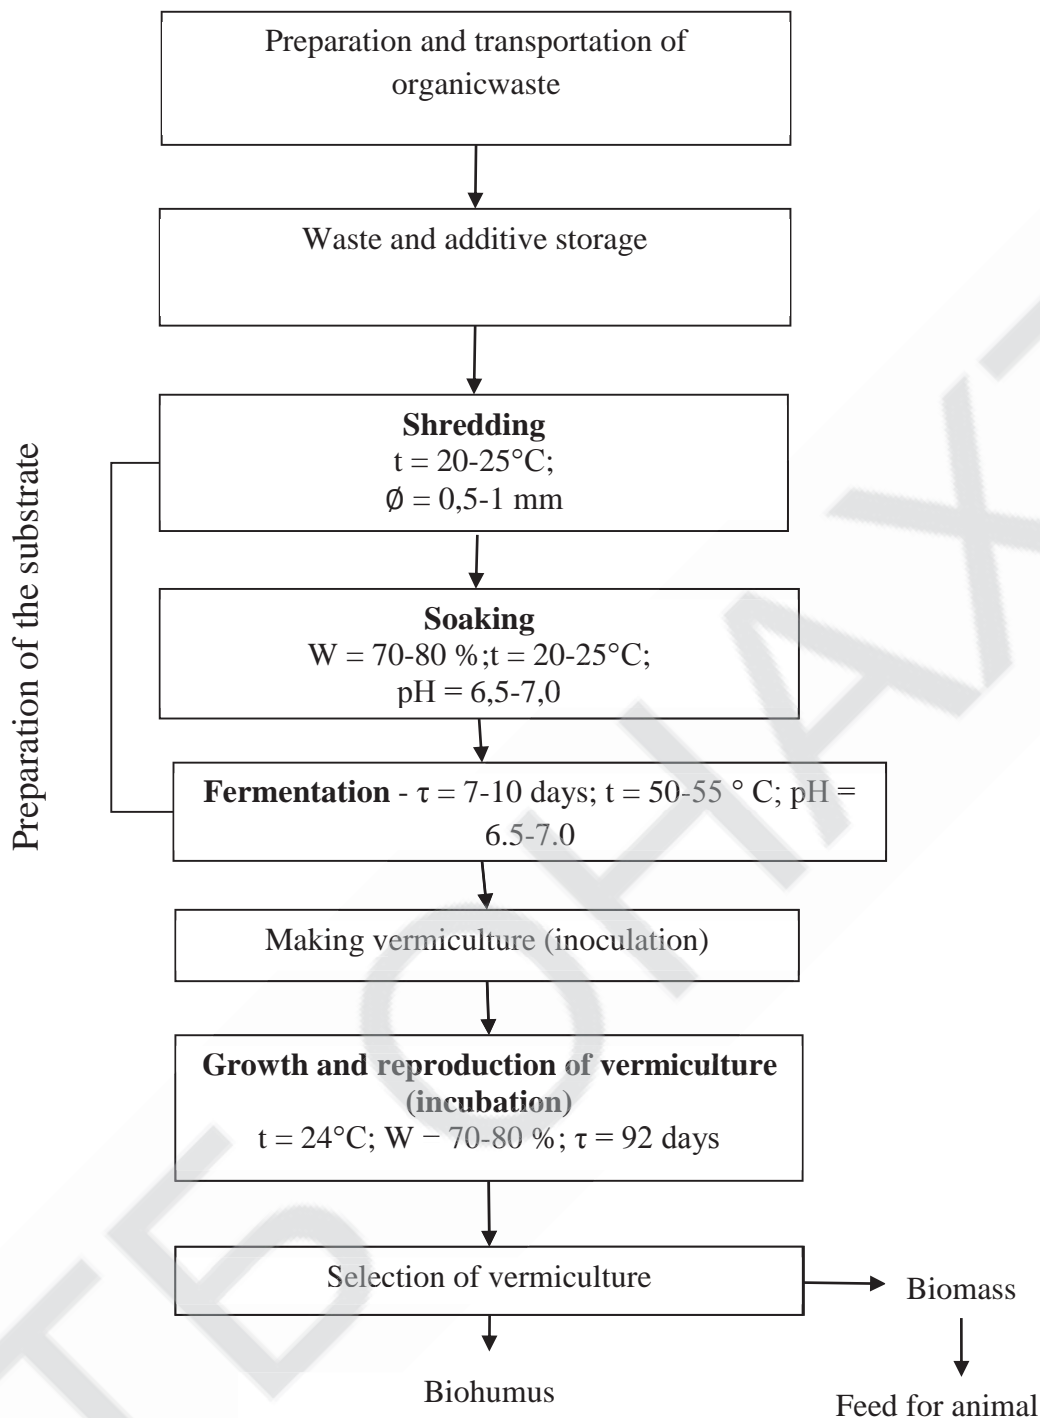 Preparation and transportation of
organicwaste
Waste and additive storage
Preparation of the substrate
Shredding
t = 20-25°C;
Ø = 0,5-1 mm
Soaking
W = 70-80 %;t = 20-25°C;
pH = 6,5-7,0
Fermentation - τ = 7-10 days; t = 50-55 ° C; pH =
6.5-7.0
Making vermiculture (inoculation)
Growth and reproduction of vermiculture
(incubation)
t = 24°C; W – 70-80 %; τ = 92 days
Selection of vermiculture
Biomass
Biohumus
Feed for animal
ТБ ОНАХТ